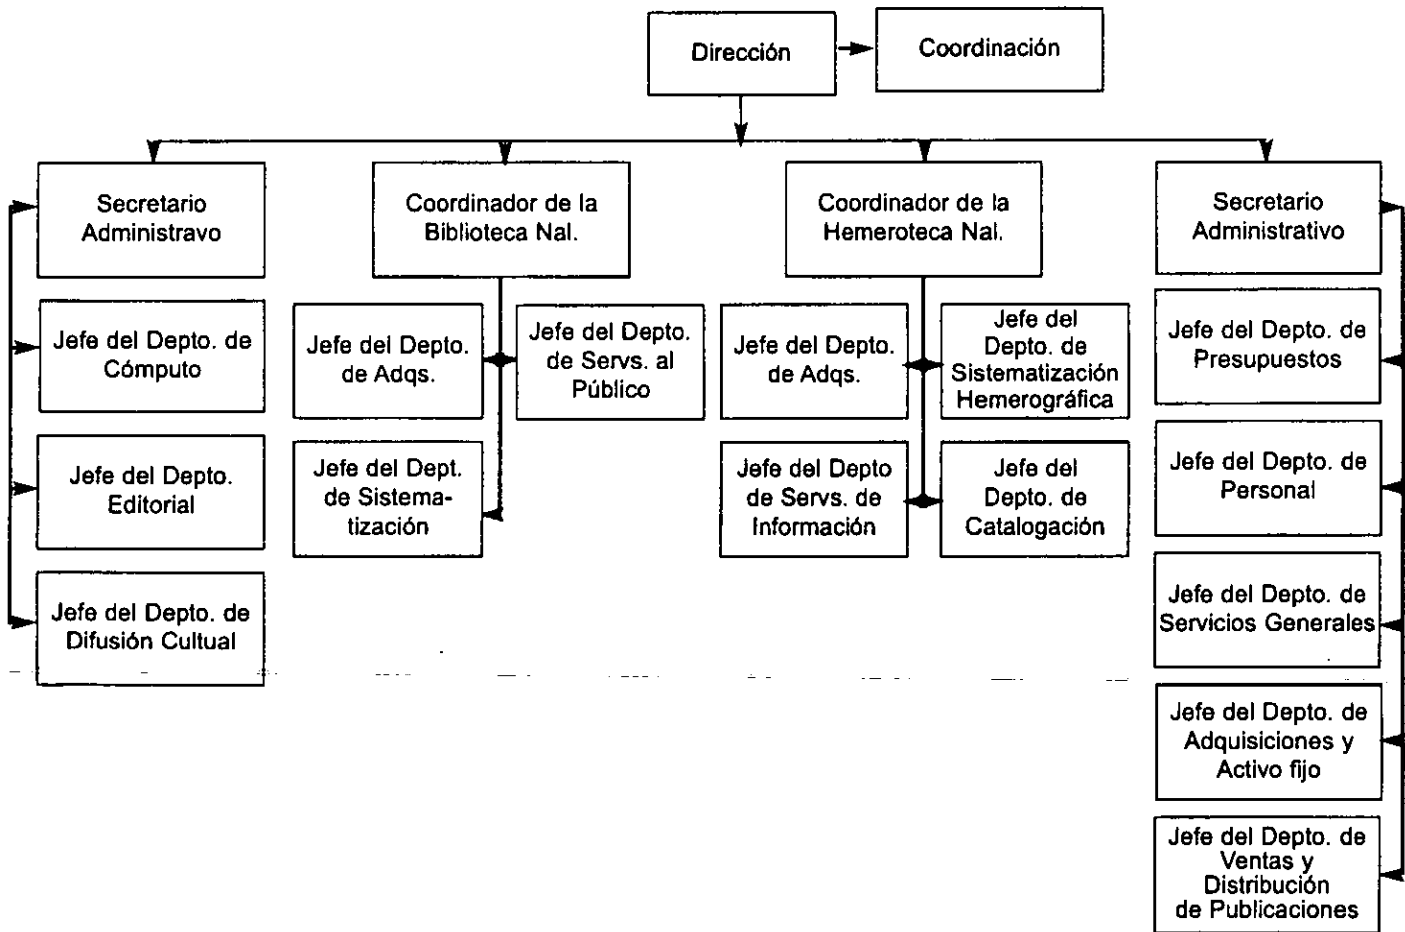 Dirección
Coordinación
Secretario
Administravo
Coordinador de la
Biblioteca Nal.
Coordinador de la
Hemeroteca Nal.
Secretario
Administrativo
Jefe del Depto. de
Cómputo
Jefe del Depto.
Editorial
Jefe del Depto. de
Difusión Cultual
Jefe del Depto.
de Adqs.
Jefe del Depto.
de Servs. al
Público
Jefe del Dept.
de Sistema-
tización
Jefe del Depto.
de Adqs.
Jefe del
Depto. de
Sistematización
Hemerográfica
Jefe del Depto
de Servs. de
Información
Jefe del
Depto. de
Catalogación
Jefe del Depto. de
Presupuestos
Jefe del Depto. de
Personal
Jefe del Depto. de
Servicios Generales
Jefe del Depto. de
Adquisiciones y
Activo fijo
Jefe del Depto. de
Ventas y
Distribución
de Publicaciones